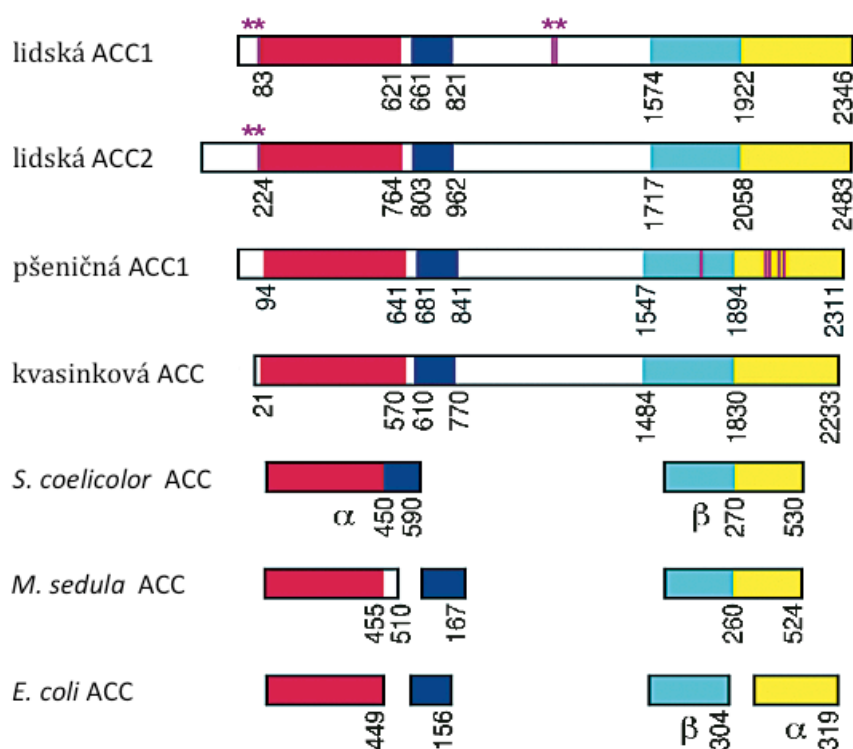 ** **
lidská ACC1
83 621 661 821 1574 1922 2346
**
lidská ACC2
224 764 803 962 1717 2058 2483
pšeničná ACC1
94 641 681 841 1547 1894 2311
kvasinková ACC
21 570 610 770 1484 1830 2233
S. coelicolor ACC
α 450 590 β 270 530
M. sedula ACC
455 510 167 260 524
E. coli ACC
449 156 β 304 α 319